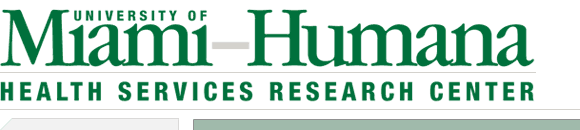 UNIVERSITY OF
Miami–Humana
HEALTH SERVICES RESEARCH CENTER